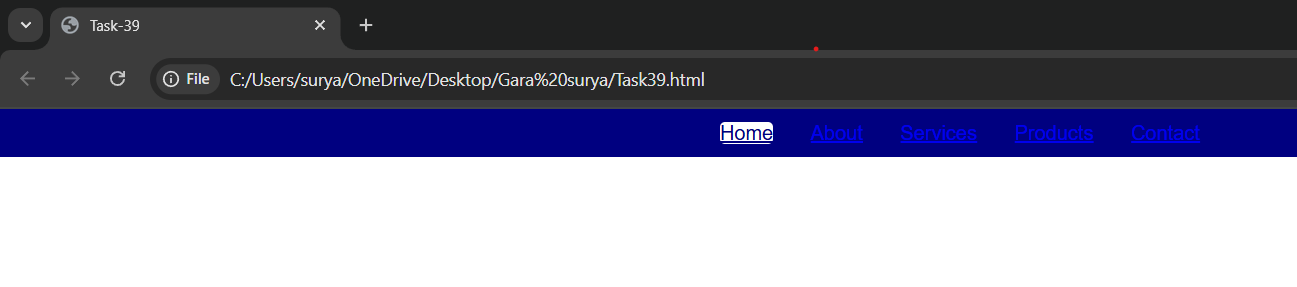 Task-39
File C:/Users/surya/OneDrive/Desktop/Gara%20surya/Task39.html
Home About Services Products Contact